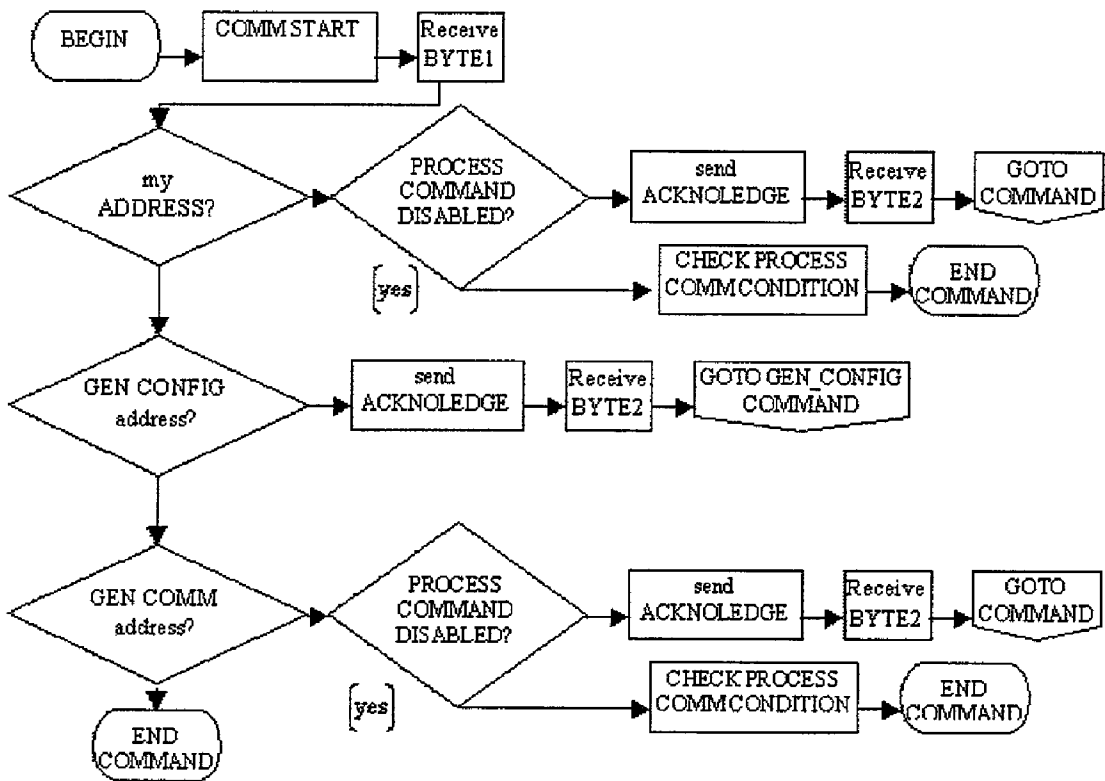 BEGIN
COMM START
Receive
BYTE1
my
ADDRESS?
PROCESS
COMMAND
DISABLED?
send
ACKNOLEDGE
Receive
BYTE2
GOTO
COMMAND
(yes)
CHECK PROCESS
COMM CONDITION
END
COMMAND
GEN CONFIG
address?
send
ACKNOLEDGE
Receive
BYTE2
GOTO GEN_CONFIG
COMMAND
GEN COMM
address?
PROCESS
COMMAND
DISABLED?
send
ACKNOLEDGE
Receive
BYTE2
GOTO
COMMAND
(yes)
CHECK PROCESS
COMM CONDITION
END
COMMAND
END
COMMAND